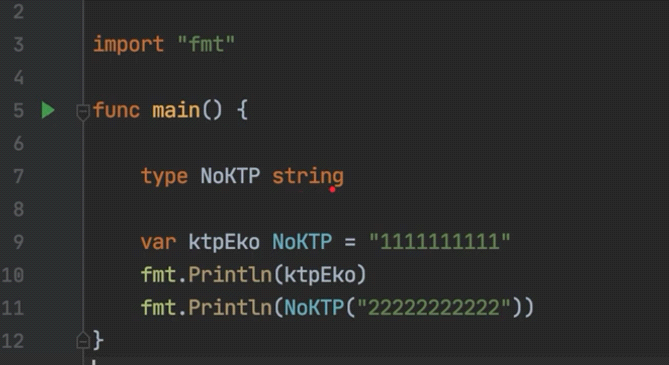 2
3 import "fmt"
4
5 func main() {
6
7 type NoKTP string
8
9 var ktpEko NoKTP = "1111111111"
10 fmt.Println(ktpEko)
11 fmt.Println(NoKTP("22222222222"))
12 }